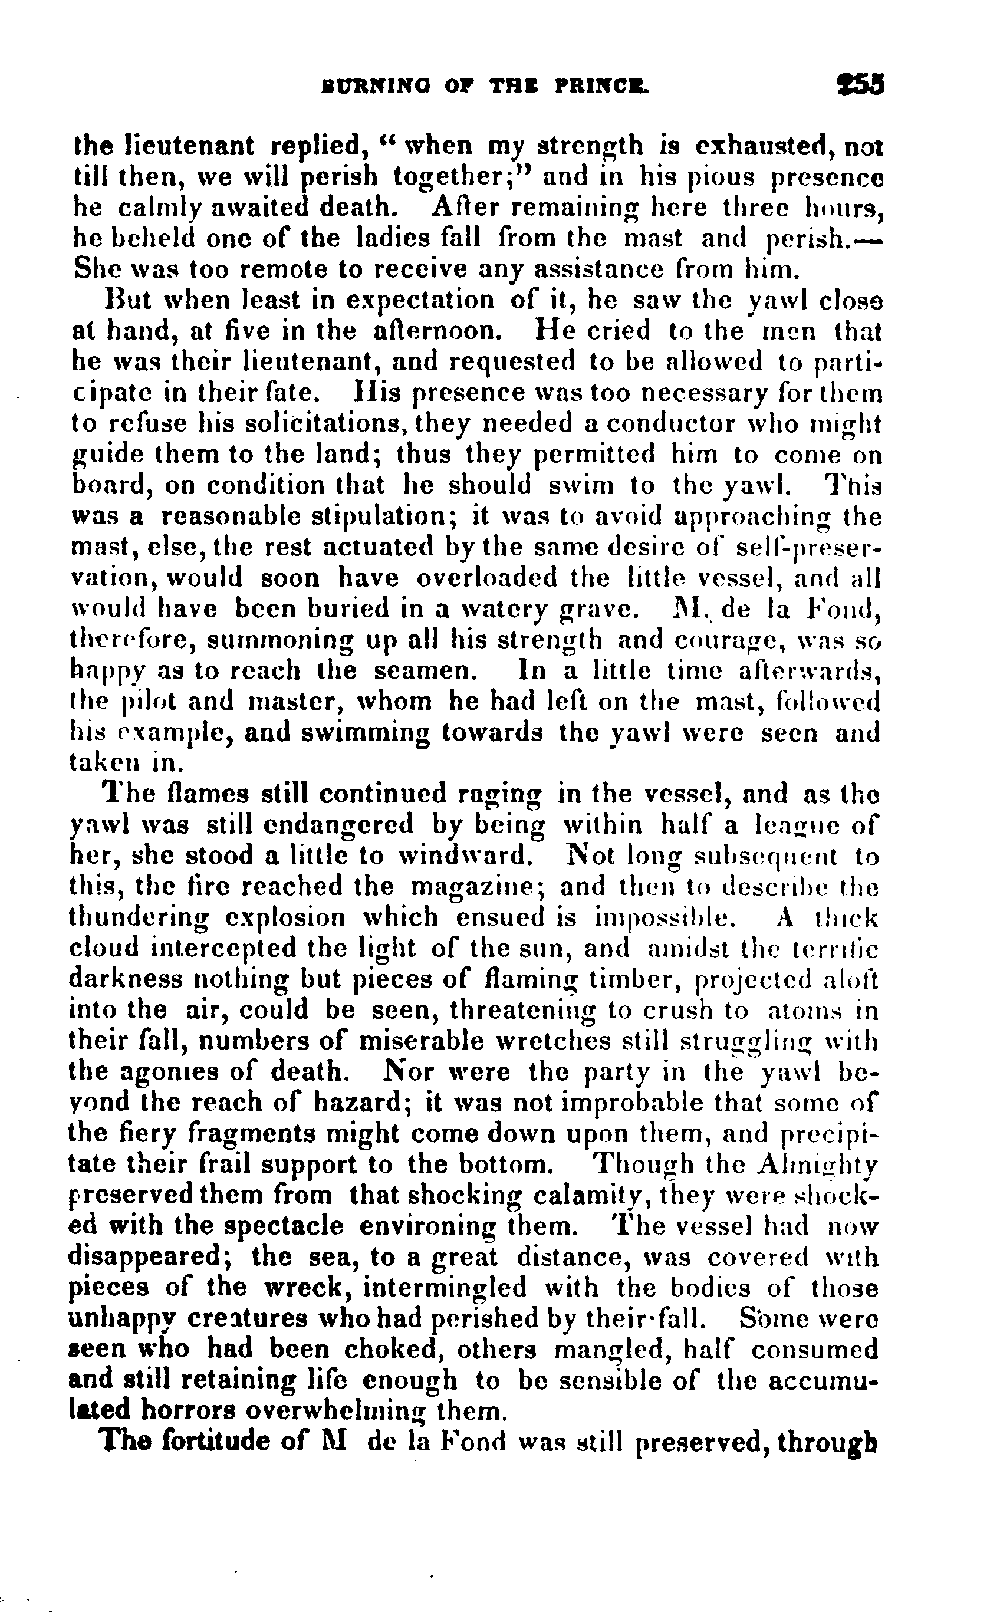 BURNING OF THE PRINCE. 255
the lieutenant replied, “ when my strength is exhausted, not
till then, we will perish together;” and in his pious presence
he calmly awaited death. After remaining here three hours,
he beheld one of the ladies fall from the mast and perish.—
She was too remote to receive any assistance from him.
But when least in expectation of it, he saw the yawl close
at hand, at five in the afternoon. He cried to the men that
he was their lieutenant, and requested to be allowed to parti-
cipate in their fate. His presence was too necessary for them
to refuse his solicitations, they needed a conductor who might
guide them to the land; thus they permitted him to come on
board, on condition that he should swim to the yawl. This
was a reasonable stipulation; it was to avoid approaching the
mast, else, the rest actuated by the same desire of self-preser-
vation, would soon have overloaded the little vessel, and all
would have been buried in a watery grave. M. de la Fond,
therefore, summoning up all his strength and courage, was so
happy as to reach the seamen. In a little time afterwards,
the pilot and master, whom he had left on the mast, followed
his example, and swimming towards the yawl were seen and
taken in.
The flames still continued raging in the vessel, and as the
yawl was still endangered by being within half a league of
her, she stood a little to windward. Not long subsequent to
this, the fire reached the magazine; and then to describe the
thundering explosion which ensued is impossible. A thick
cloud intercepted the light of the sun, and amidst the terrific
darkness nothing but pieces of flaming timber, projected aloft
into the air, could be seen, threatening to crush to atoms in
their fall, numbers of miserable wretches still struggling with
the agonies of death. Nor were the party in the yawl be-
yond the reach of hazard; it was not improbable that some of
the fiery fragments might come down upon them, and precipi-
tate their frail support to the bottom. Though the Almighty
preserved them from that shocking calamity, they were shock-
ed with the spectacle environing them. The vessel had now
disappeared; the sea, to a great distance, was covered with
pieces of the wreck, intermingled with the bodies of those
unhappy creatures who had perished by their fall. Some were
seen who had been choked, others mangled, half consumed
and still retaining life enough to be sensible of the accumu-
lated horrors overwhelming them.
The fortitude of M de la Fond was still preserved, through